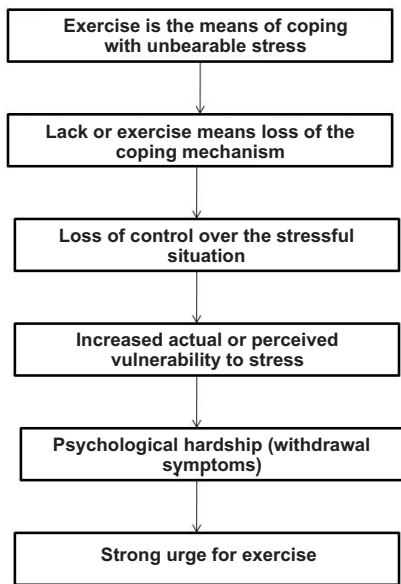 Exercise is the means of coping
with unbearable stress
Lack or exercise means loss of the
coping mechanism
Loss of control over the stressful
situation
Increased actual or perceived
vulnerability to stress
Psychological hardship (withdrawal
symptoms)
Strong urge for exercise